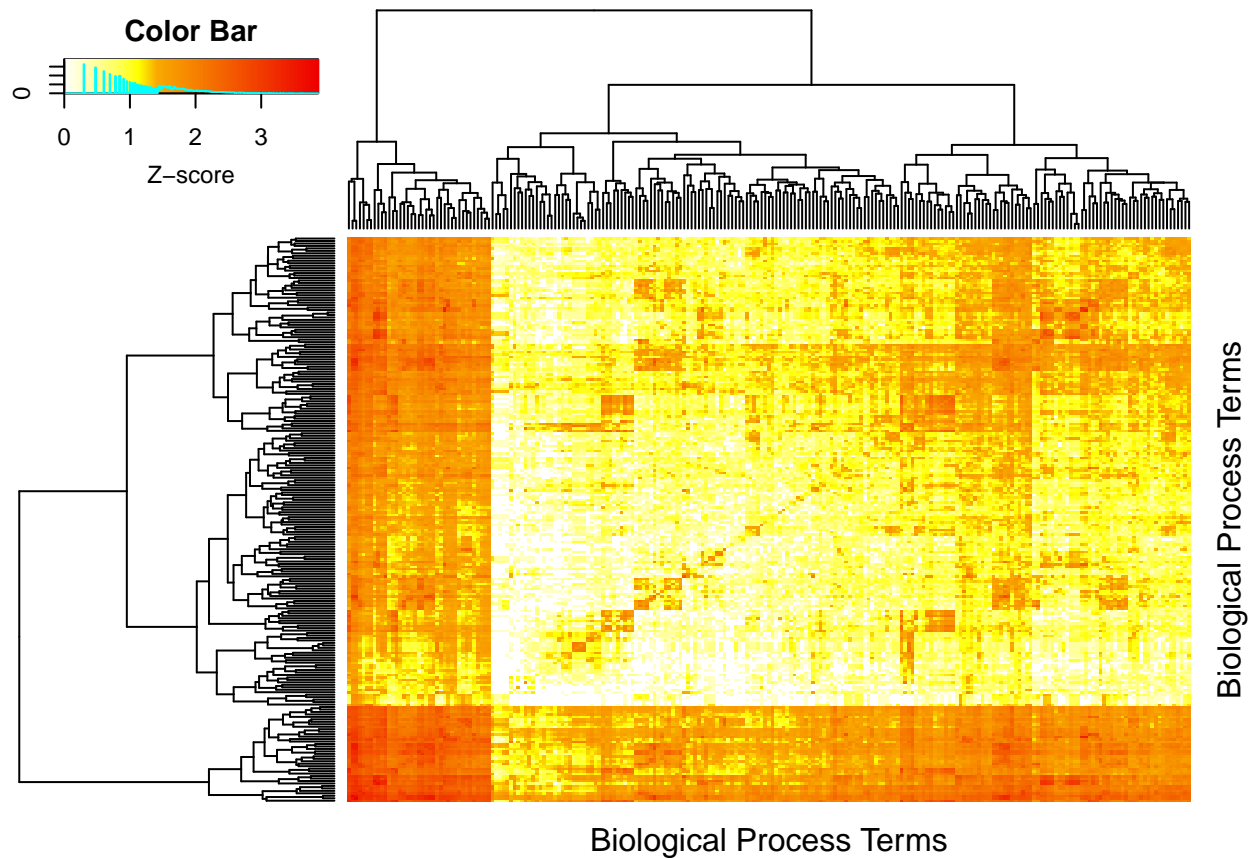 Color Bar
0
0 1 2 3
Z−score
Biological Process Terms
Biological Process Terms